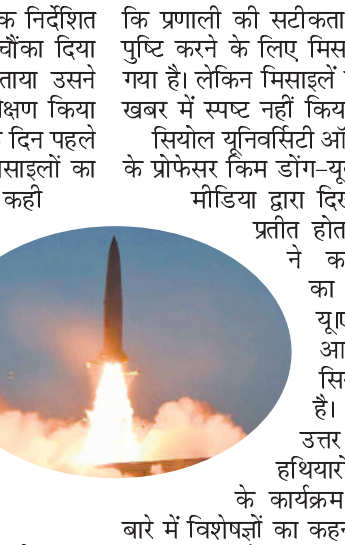 क निर्देशित
चौंका दिया
ताया उसने
क्षण किया
दिन पहले
साइलों का
कही
कि प्रणाली की सटीकता
पुष्टि करने के लिए मिस
गया है। लेकिन मिसाइलें
खबर में स्पष्ट नहीं किय
सियोल यूनिवर्सिटी ऑ
के प्रोफेसर किम डोंग-यू
मीडिया द्वारा दिख
प्रतीत होत
ने क
का
यू।ए
आ
सि
है।
उत्तर
हथियारों
के कार्यक्रम
बारे में विशेषज्ञों का कहन